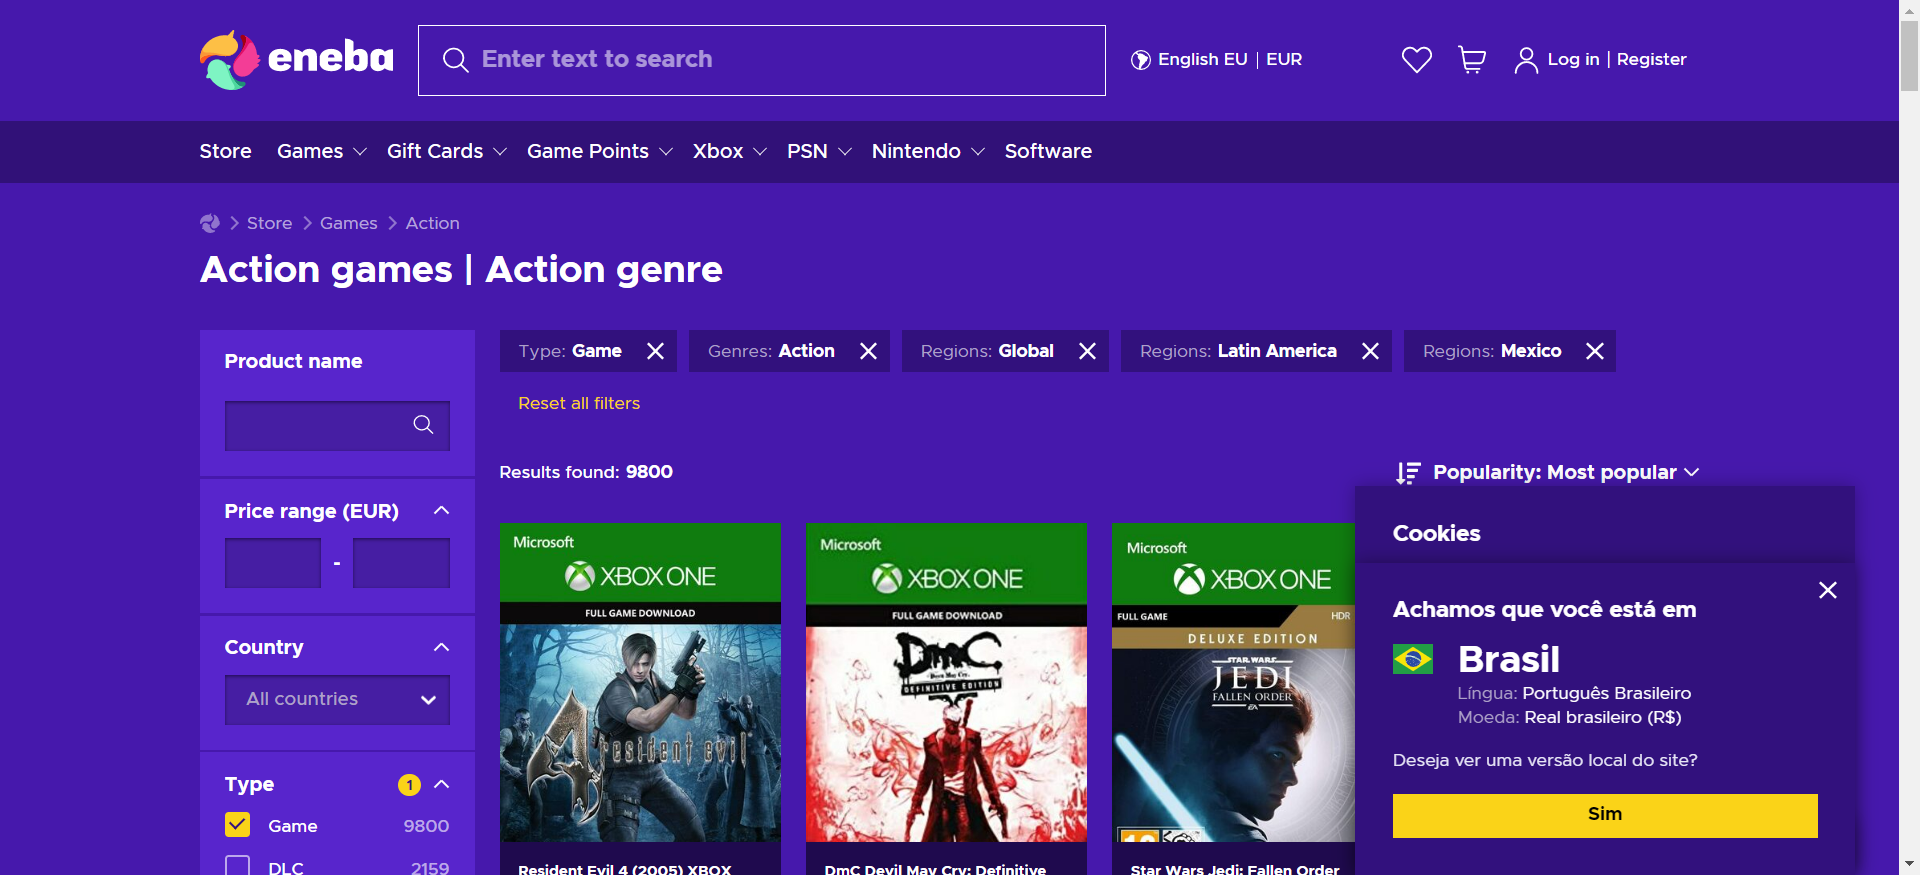 eneba
Enter text to search
English EU | EUR
Log in | Register
Store
Games
Gift Cards
Game Points
Xbox
PSN
Nintendo
Software
Store
Games
Action
Action games | Action genre
Product name
Type: Game
Genres: Action
Regions: Global
Regions: Latin America
Regions: Mexico
Reset all filters
Results found: 9800
Popularity: Most popular
Price range (EUR)
-
Country
All countries
Type
1
Game
9800
DLC
2159
Microsoft
XBOX ONE
FULL GAME DOWNLOAD
resident evil
4
Resident Evil 4 (2005) XBOX
Microsoft
XBOX ONE
FULL GAME DOWNLOAD
DmC
Devil May Cry
DEFINITIVE EDITION
DmC Devil May Cry: Definitive
Microsoft
XBOX ONE
FULL GAME
HDR
DELUXE EDITION
STAR WARS
JEDI
FALLEN ORDER
EA
Star Wars Jedi: Fallen Order
Cookies
Achamos que você está em
Brasil
Língua: Português Brasileiro
Moeda: Real brasileiro (R$)
Deseja ver uma versão local do site?
Sim